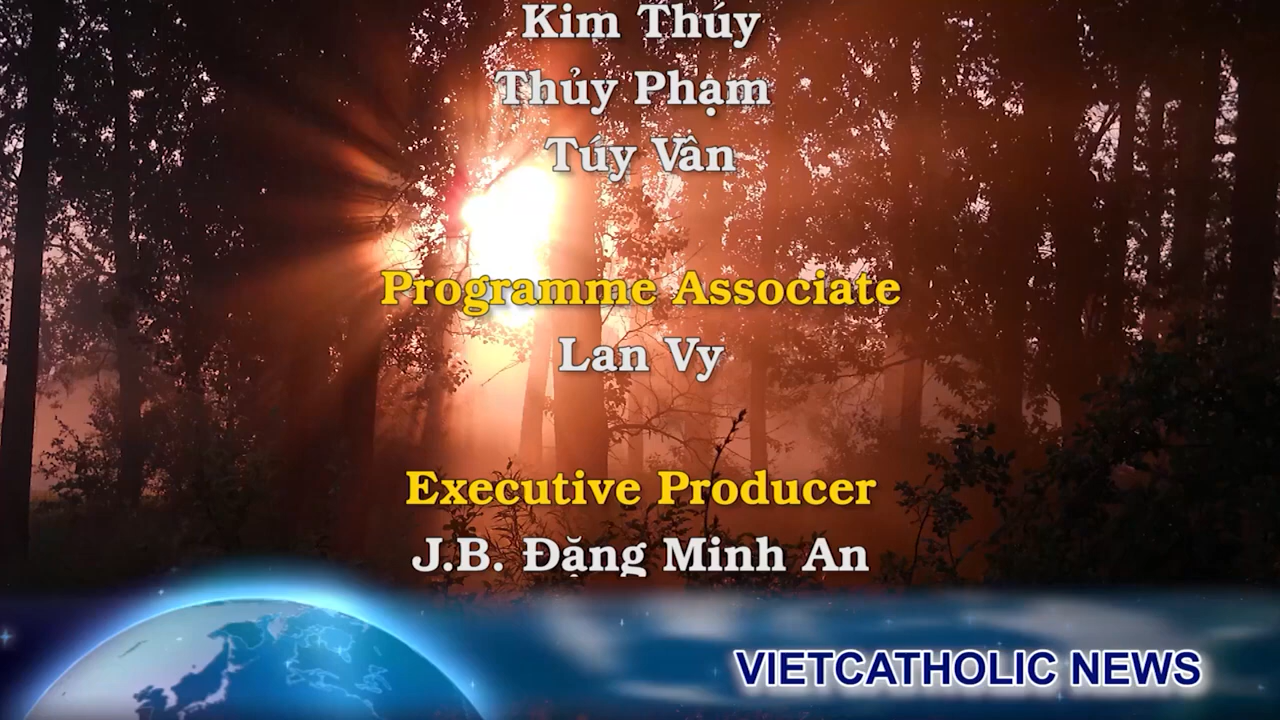 Kim Thúy
Thủy Phạm
Túy Vân
Programme Associate
Lan Vy
Executive Producer
J.B. Đặng Minh An
VIETCATHOLIC NEWS